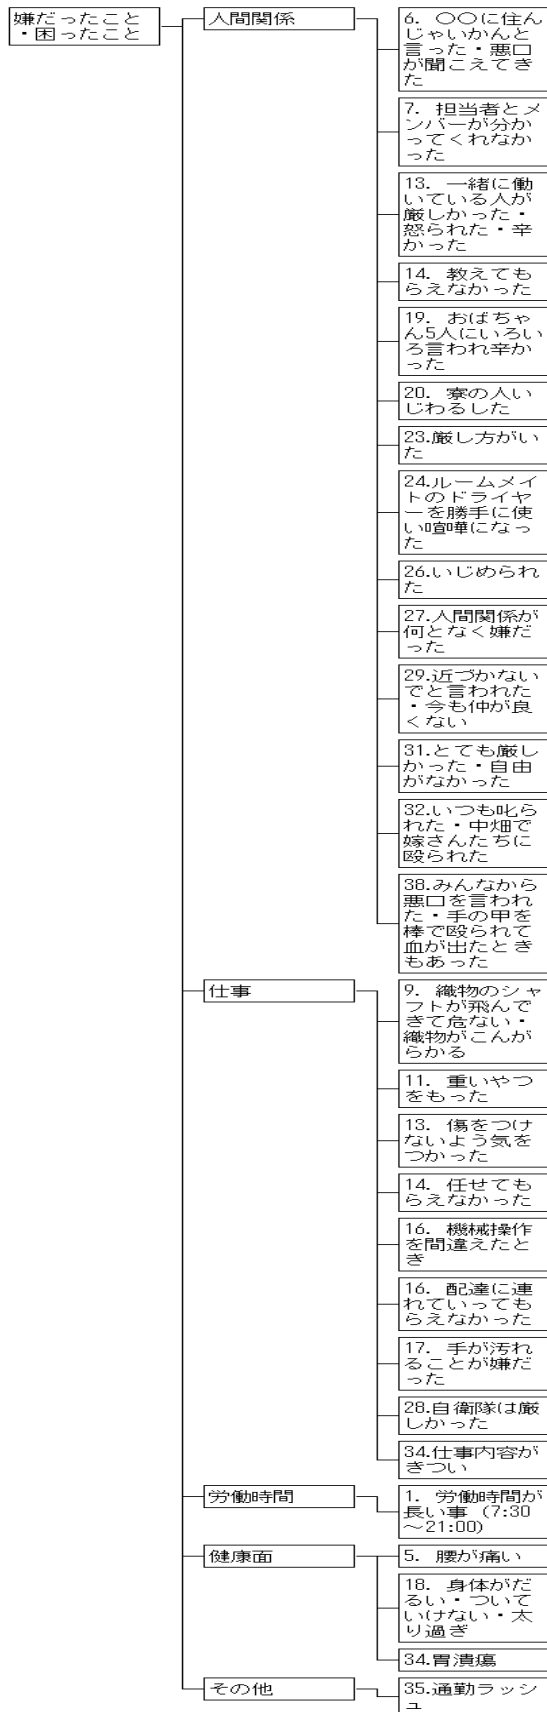 嫌だったこと
・困ったこと
人間関係
6. 〇〇に住ん
じゃいかんと
言った・悪口
が聞こえてき
た
7. 担当者とメ
ンバーが分か
ってくれなか
った
13. 一緒に働
いている人が
厳しかった・
怒られた・辛
かった
14. 教えても
らえなかった
19. おばちゃ
ん5人にいろい
ろ言われ辛か
った
20. 寮の人い
じわるした
23.厳し方がい
た
24.ルームメイ
トのドライヤ
ーを勝手に使
い喧嘩になっ
た
26.いじめられ
た
27.人間関係が
何となく嫌だ
った
29.近づかない
でと言われた
・今も仲が良
くない
31.とても厳し
かった・自由
がなかった
32.いつも叱ら
れた・中畑で
嫁さんたちに
殴られた
38.みんなから
悪口を言われ
た・手の甲を
棒で殴られて
血が出たとき
もあった
仕事
9. 織物のシャ
フトが飛んで
きて危ない・
織物がこんが
らかる
11. 重いやつ
をもった
13. 傷をつけ
ないよう気を
つかった
14. 任せても
らえなかった
16. 機械操作
を間違えたと
き
16. 配達に連
れていっても
らえなかった
17. 手が汚れ
ることが嫌だ
った
28.自衛隊は厳
しかった
34.仕事内容が
きつい
労働時間
1. 労働時間が
長い事 (7:30
～21:00)
健康面
5. 腰が痛い
18. 身体がだ
るい・ついて
いけない・太
り過ぎ
34.胃潰瘍
その他
35.通勤ラッシ
ュ